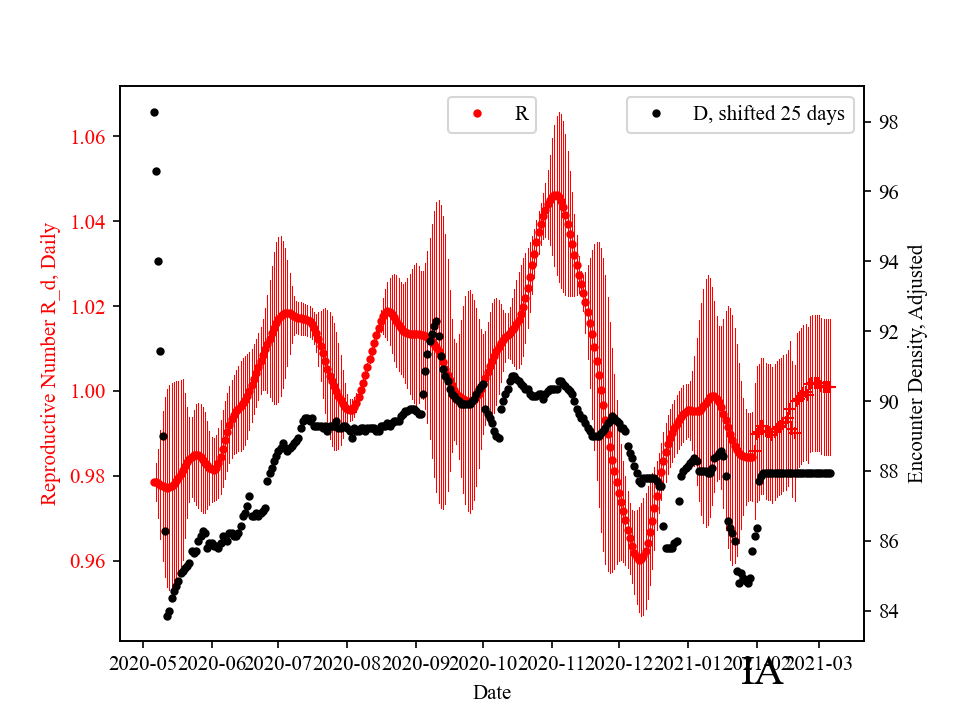 R
D, shifted 25 days
Reproductive Number R_d, Daily
1.06
1.04
1.02
1.00
0.98
0.96
98
96
94
92
90
88
86
84
Encounter Density, Adjusted
2020-05 2020-06 2020-07 2020-08 2020-09 2020-10 2020-11 2020-12 2021-01 2021-02 2021-03
IA
Date